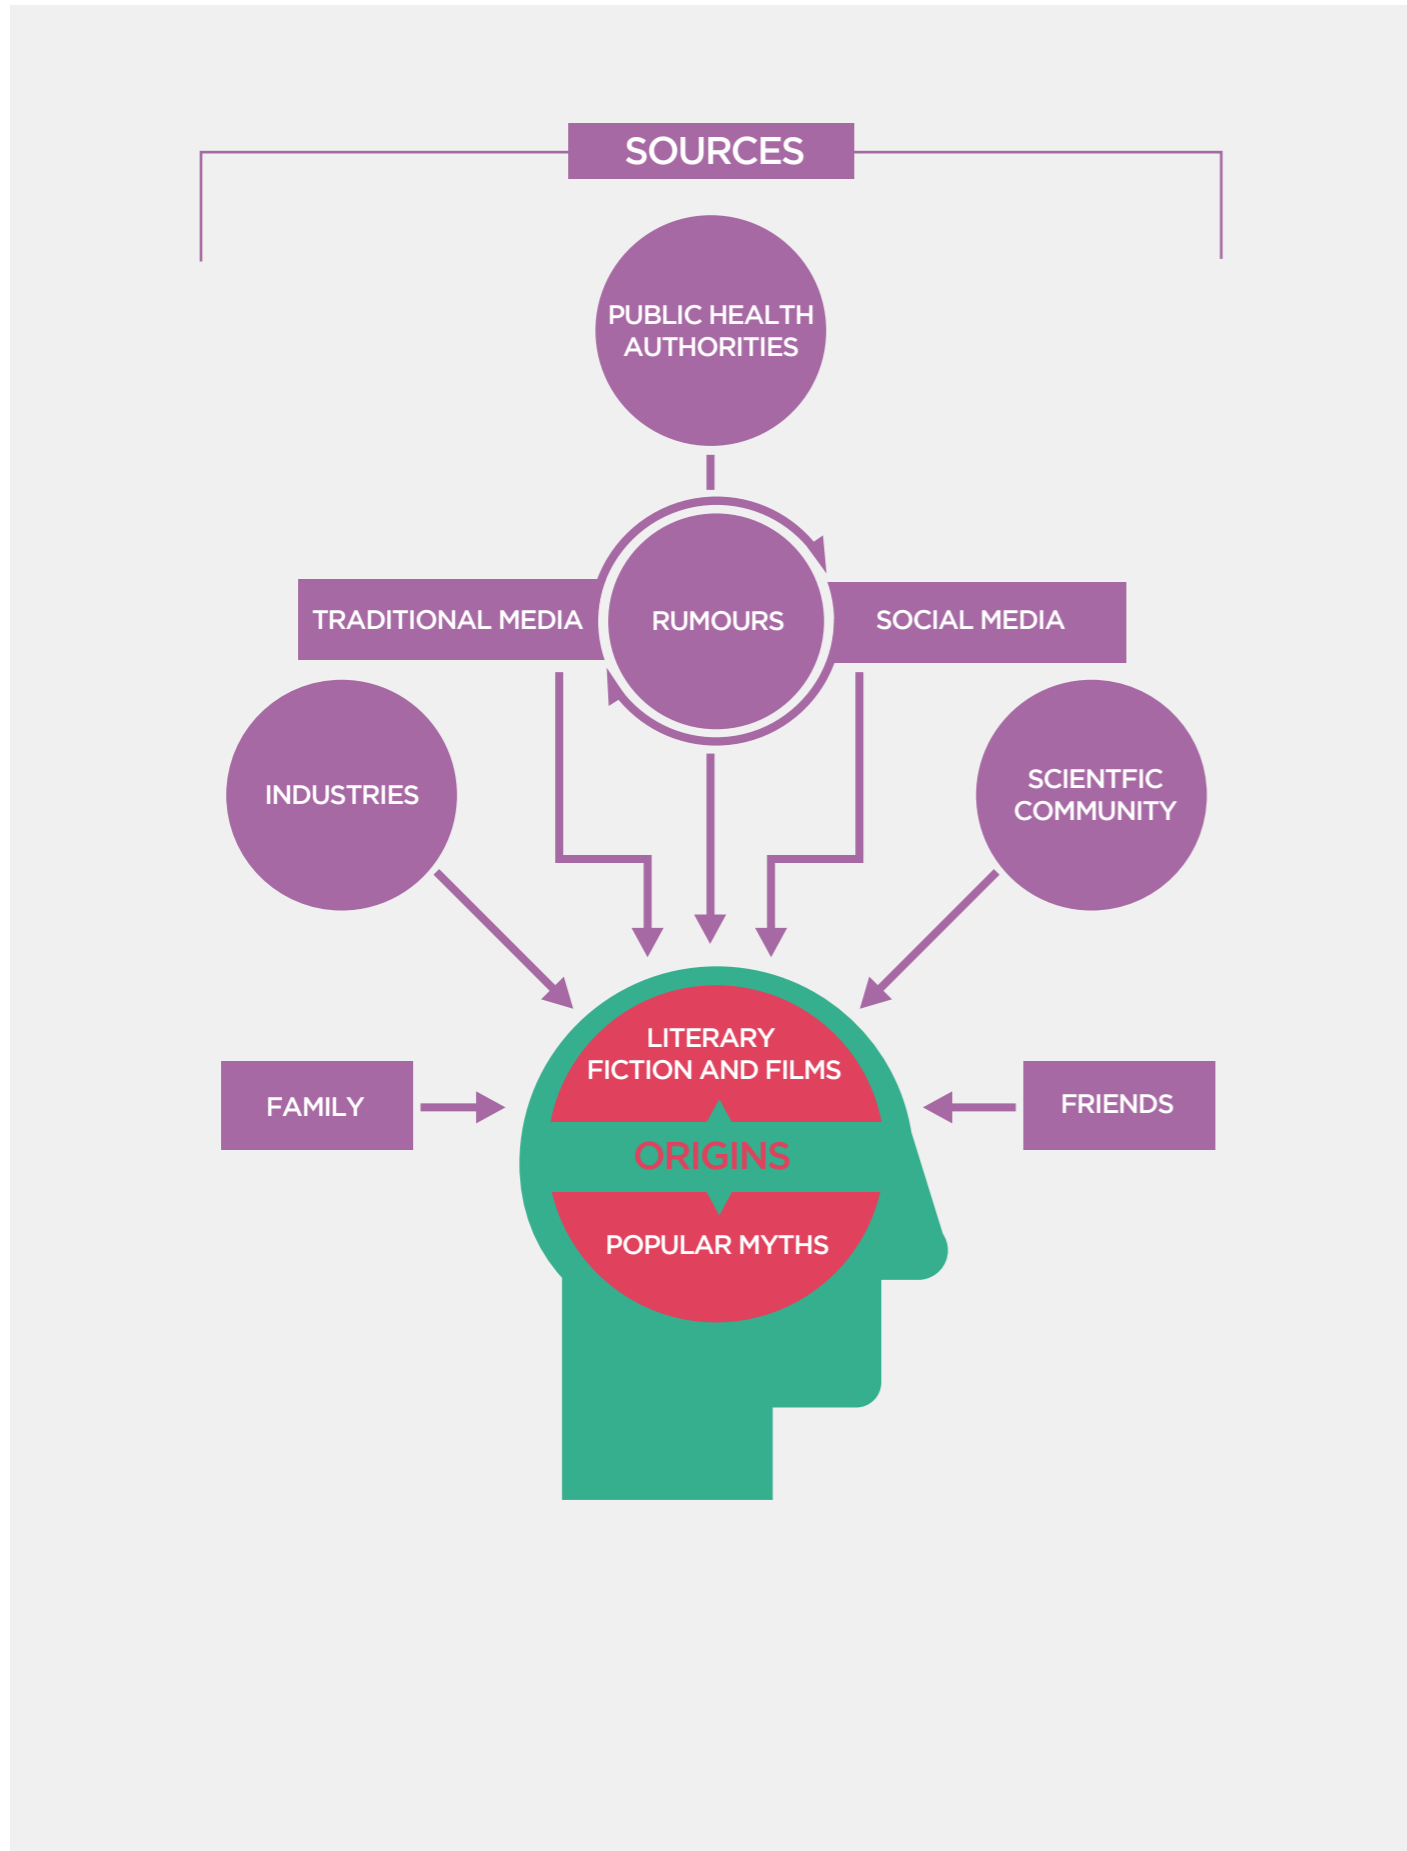 SOURCES
PUBLIC HEALTH
AUTHORITIES
TRADITIONAL MEDIA
RUMOURS
SOCIAL MEDIA
INDUSTRIES
SCIENTFIC
COMMUNITY
LITERARY
FICTION AND FILMS
FAMILY
FRIENDS
ORIGINS
POPULAR MYTHS